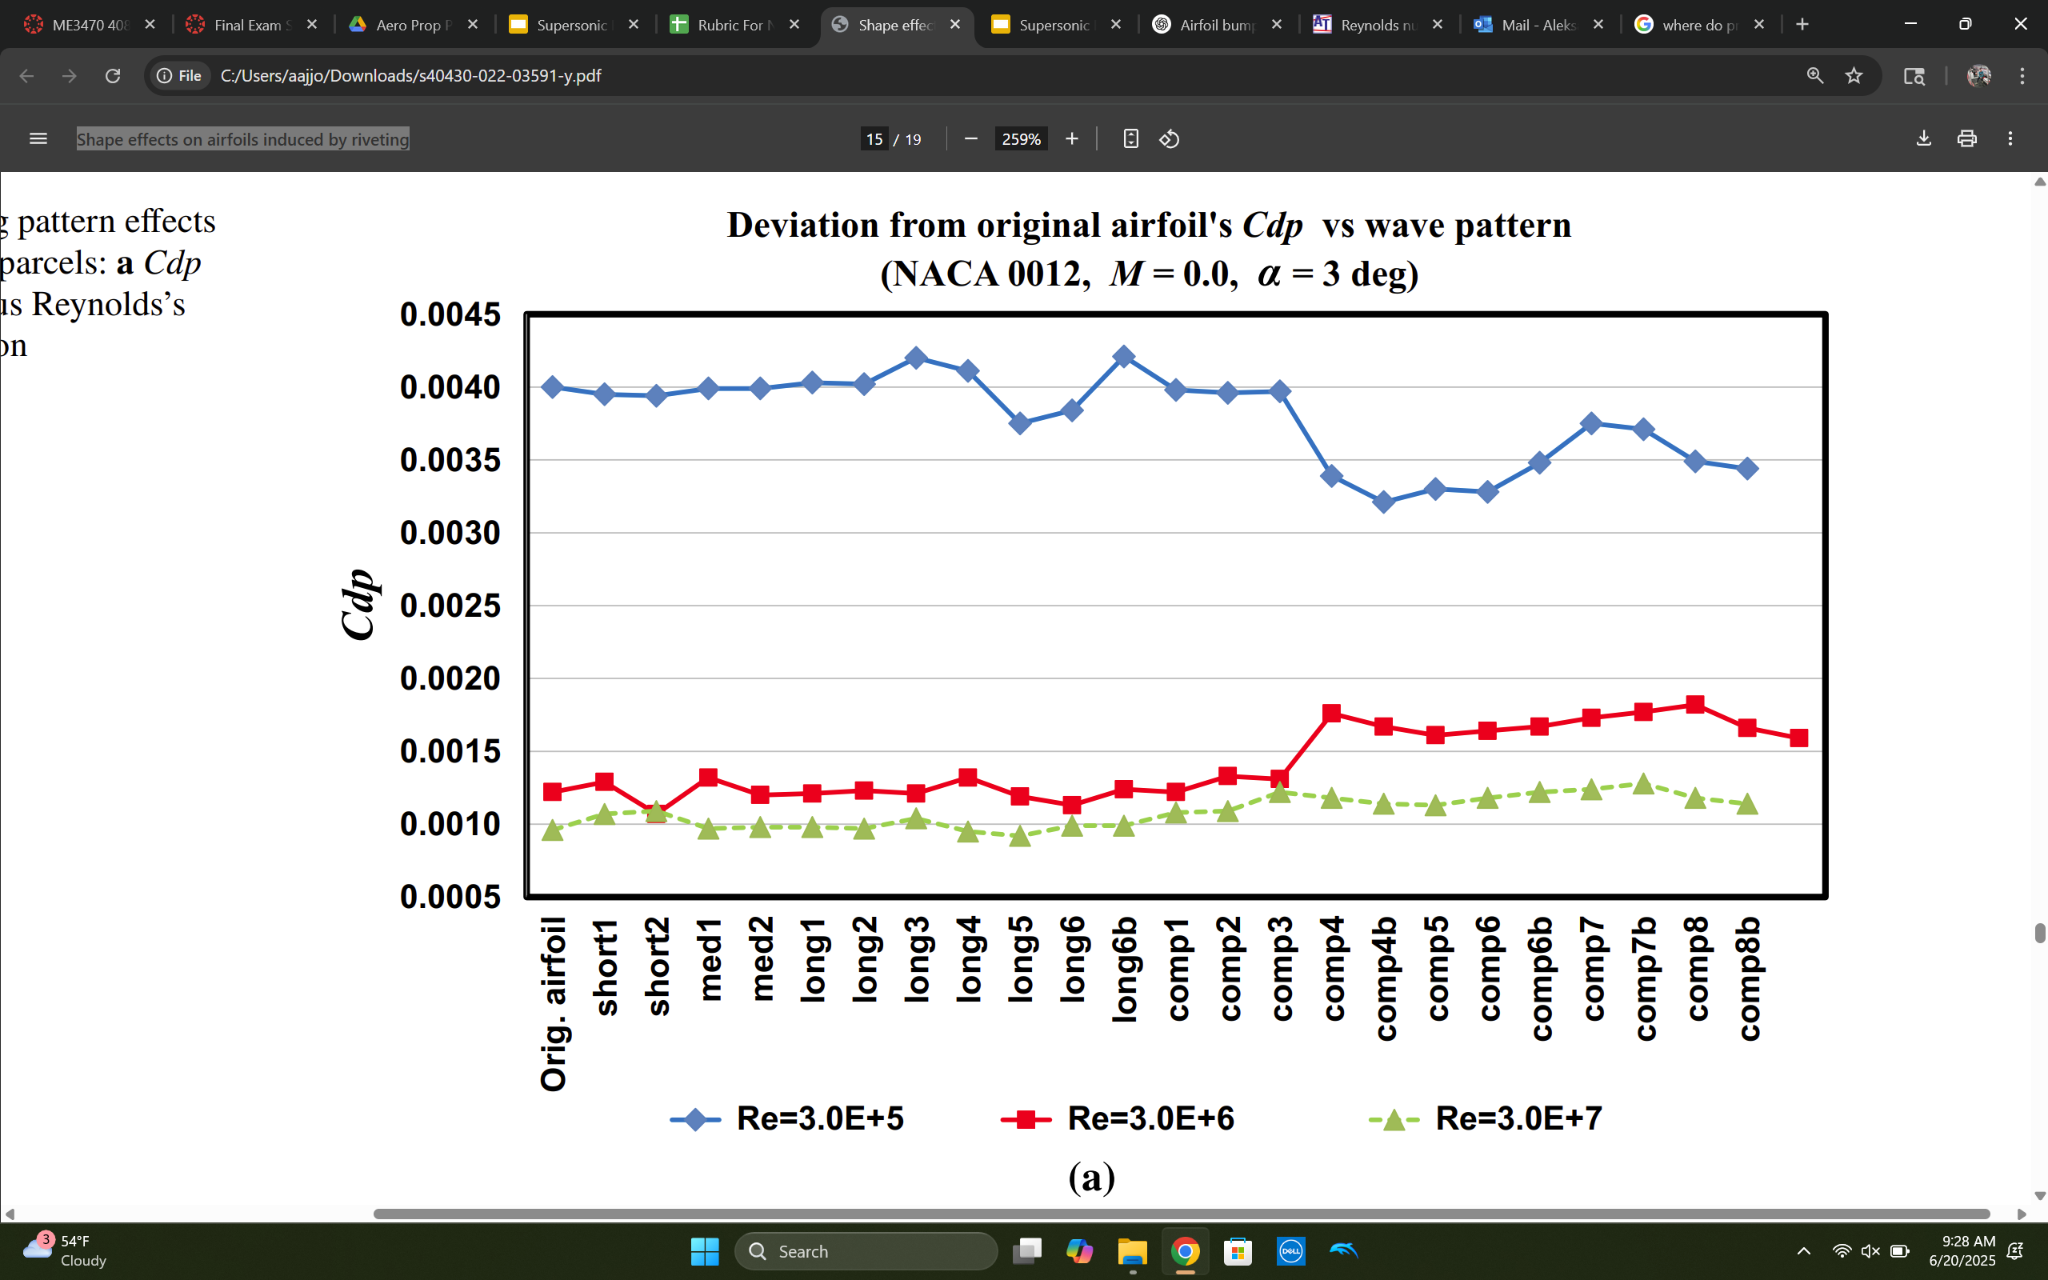 ME3470 408
Final Exam S
Aero Prop P
Supersonic
Rubric For N
Shape effec
Supersonic
Airfoil bump
Reynolds nu
Mail - Aleks
where do p
File
C:/Users/aajjo/Downloads/s40430-022-03591-y.pdf
Shape effects on airfoils induced by riveting
15 / 19
259%
g pattern effects
parcels: a Cdp
us Reynolds's
on
Deviation from original airfoil's Cdp vs wave pattern
(NACA 0012, M = 0.0, α = 3 deg)
Cdp
0.0045
0.0040
0.0035
0.0030
0.0025
0.0020
0.0015
0.0010
0.0005
Orig. airfoil
short1
short2
med1
med2
long1
long2
long3
long4
long5
long6
long6b
comp1
comp2
comp3
comp4
comp4b
comp5
comp6
comp6b
comp7
comp7b
comp8
comp8b
Re=3.0E+5
Re=3.0E+6
Re=3.0E+7
(a)
3
54°F
Cloudy
Search
DELL
9:28 AM
6/20/2025